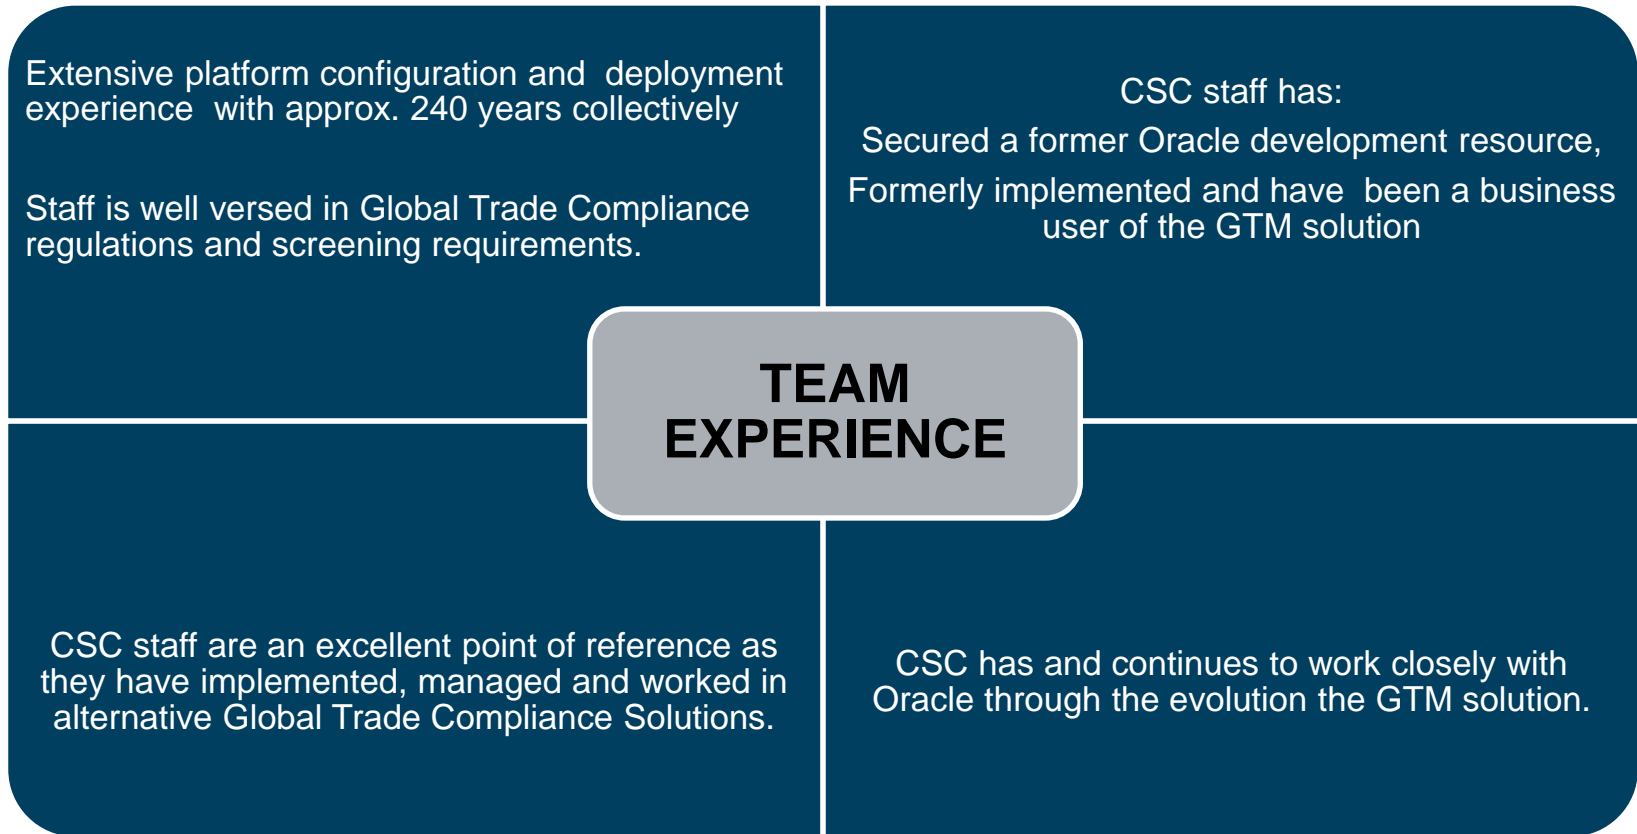 Extensive platform configuration and  deployment
experience  with approx. 240 years collectively
Staff is well versed in Global Trade Compliance
regulations and screening requirements.
CSC staff has:
Secured a former Oracle development resource,
Formerly implemented and have  been a business
user of the GTM solution
TEAM
EXPERIENCE
CSC staff are an excellent point of reference as
they have implemented, managed and worked in
alternative Global Trade Compliance Solutions.
CSC has and continues to work closely with
Oracle through the evolution the GTM solution.